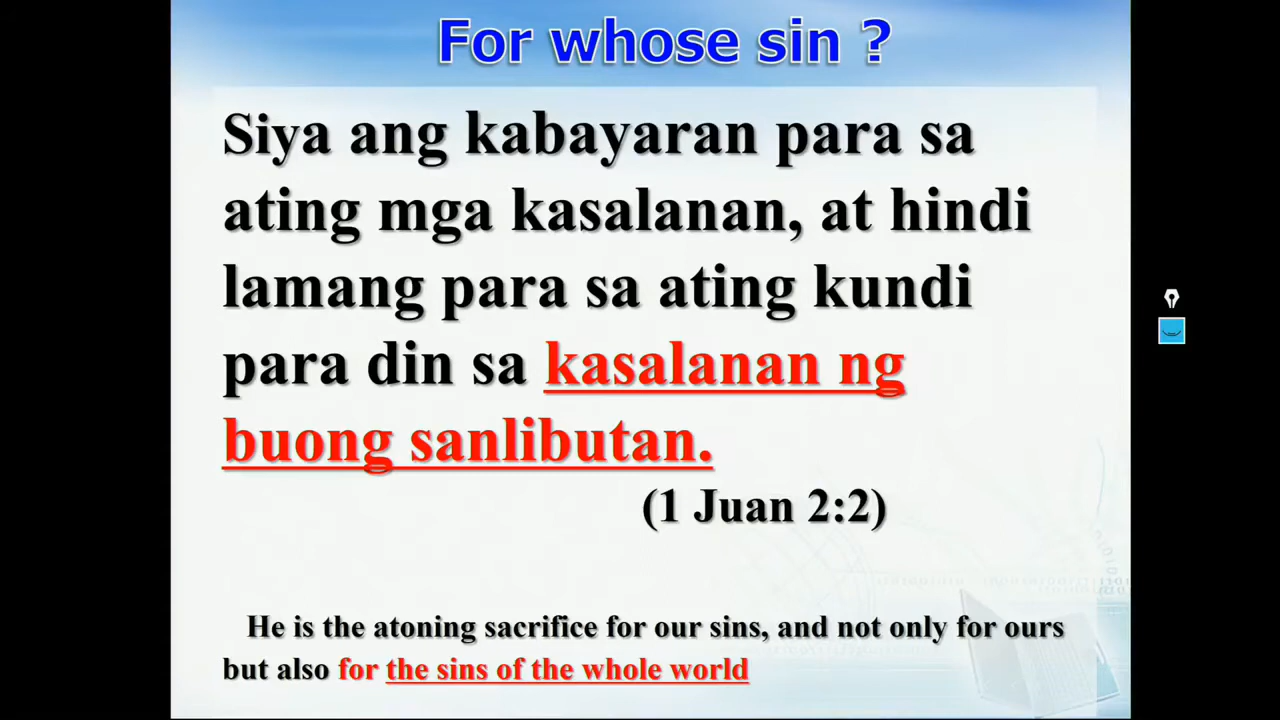 For whose sin ?
Siya ang kabayaran para sa
ating mga kasalanan, at hindi
lamang para sa ating kundi
para din sa kasalanan ng
buong sanlibutan.
(1 Juan 2:2)
He is the atoning sacrifice for our sins, and not only for ours
but also for the sins of the whole world